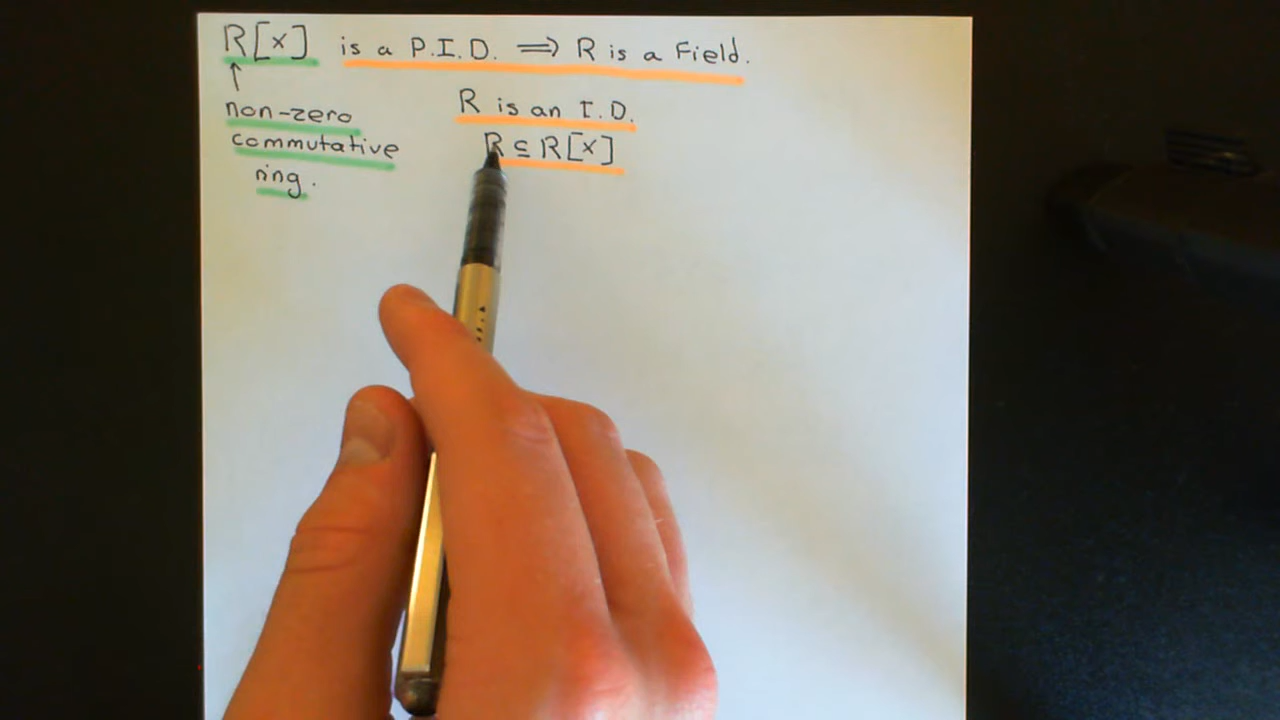 R[x] is a P.I.D. ⟹ R is a Field.
↑
non-zero
commutative
ring.
R is an I.D.
R ⊆ R[x]